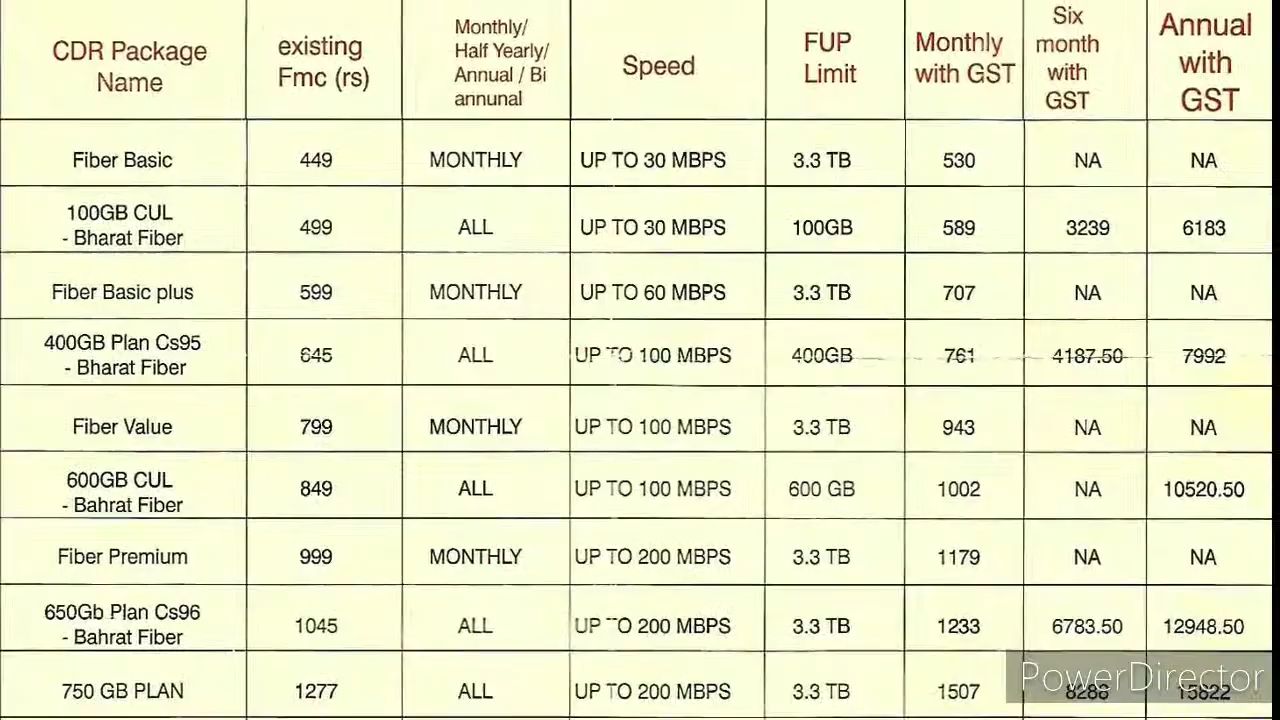 CDR Package Name
existing Fmc (rs)
Monthly/ Half Yearly/ Annual / Bi annunal
Speed
FUP Limit
Monthly with GST
Six month with GST
Annual with GST
Fiber Basic 449 MONTHLY UP TO 30 MBPS 3.3 TB 530 NA NA
100GB CUL - Bharat Fiber 499 ALL UP TO 30 MBPS 100GB 589 3239 6183
Fiber Basic plus 599 MONTHLY UP TO 60 MBPS 3.3 TB 707 NA NA
400GB Plan Cs95 - Bharat Fiber 645 ALL UP TO 100 MBPS 400GB 761 4187.50 7992
Fiber Value 799 MONTHLY UP TO 100 MBPS 3.3 TB 943 NA NA
600GB CUL - Bahrat Fiber 849 ALL UP TO 100 MBPS 600 GB 1002 NA 10520.50
Fiber Premium 999 MONTHLY UP TO 200 MBPS 3.3 TB 1179 NA NA
650Gb Plan Cs96 - Bahrat Fiber 1045 ALL UP TO 200 MBPS 3.3 TB 1233 6783.50 12948.50
750 GB PLAN 1277 ALL UP TO 200 MBPS 3.3 TB 1507 8286 15822
PowerDirector